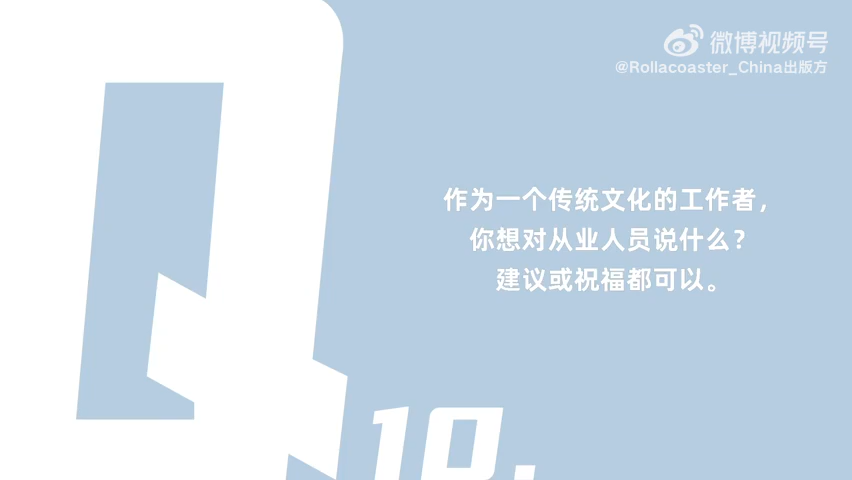 微博视频号
@Rollacoaster_China出版方
作为一个传统文化的工作者，
你想对从业人员说什么？
建议或祝福都可以。
Q
10.